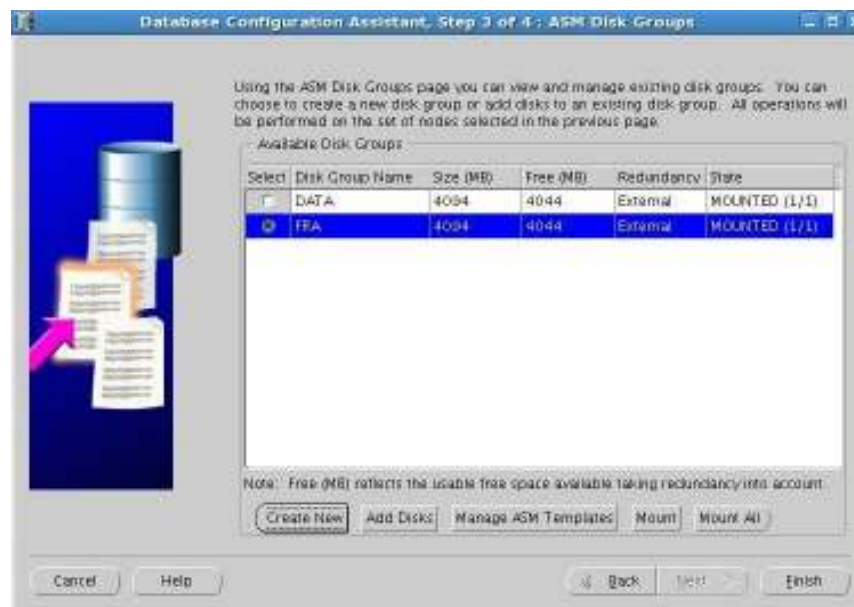 Database Configuration Assistant, Step 3 of 4 : ASM Disk Groups
Using the ASM Disk Groups page you can view and manage existing disk groups. You can
choose to create a new disk group or add disks to an existing disk group. All operations will
be performed on the set of nodes selected in the previous page.
Available Disk Groups
Select Disk Group Name Size (MB) Free (MB) Redundancy State
DATA 4094 4044 External MOUNTED (1/1)
FRA 4094 4044 External MOUNTED (1/1)
Note: Free (MB) reflects the usable free space available taking redundancy into account.
Create New Add Disks Manage ASM Templates Mount Mount All
Cancel Help Back Next Finish